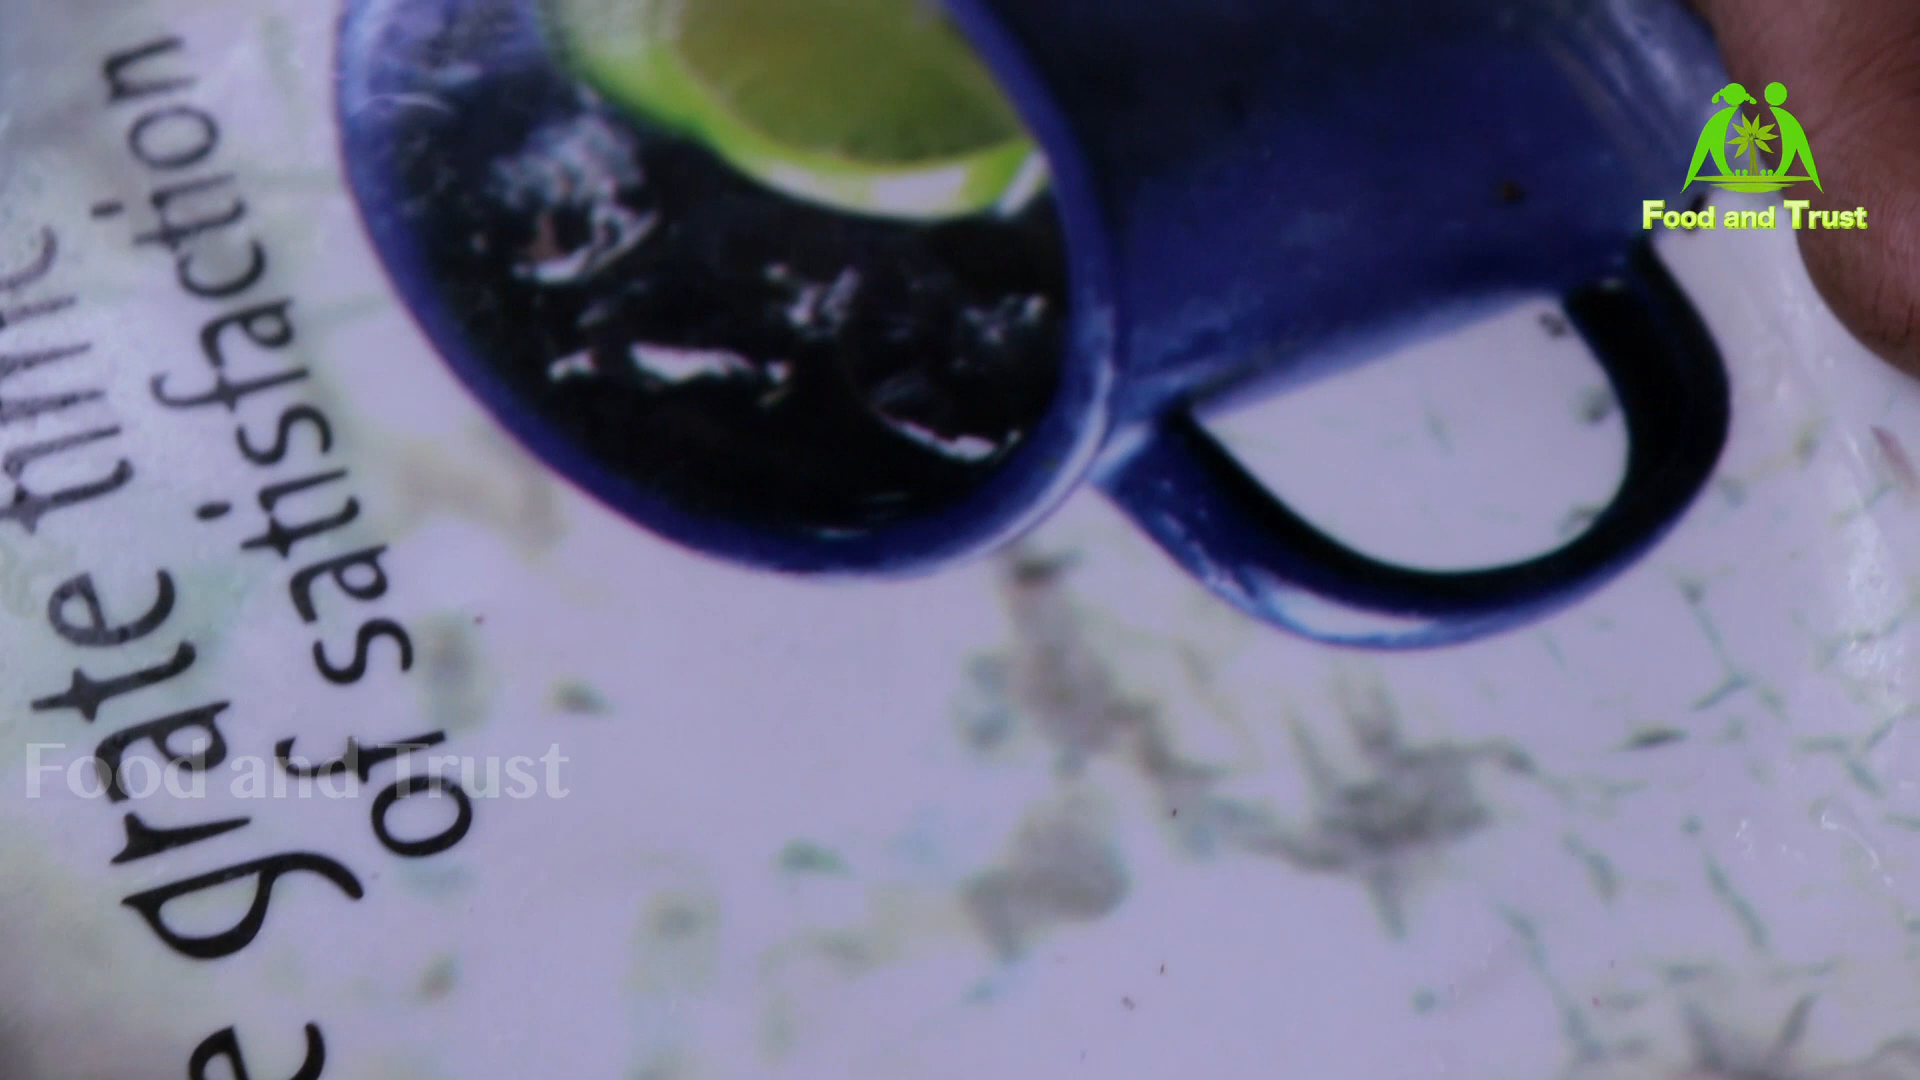 e grate time
of satisfaction
Food and Trust
Food and Trust